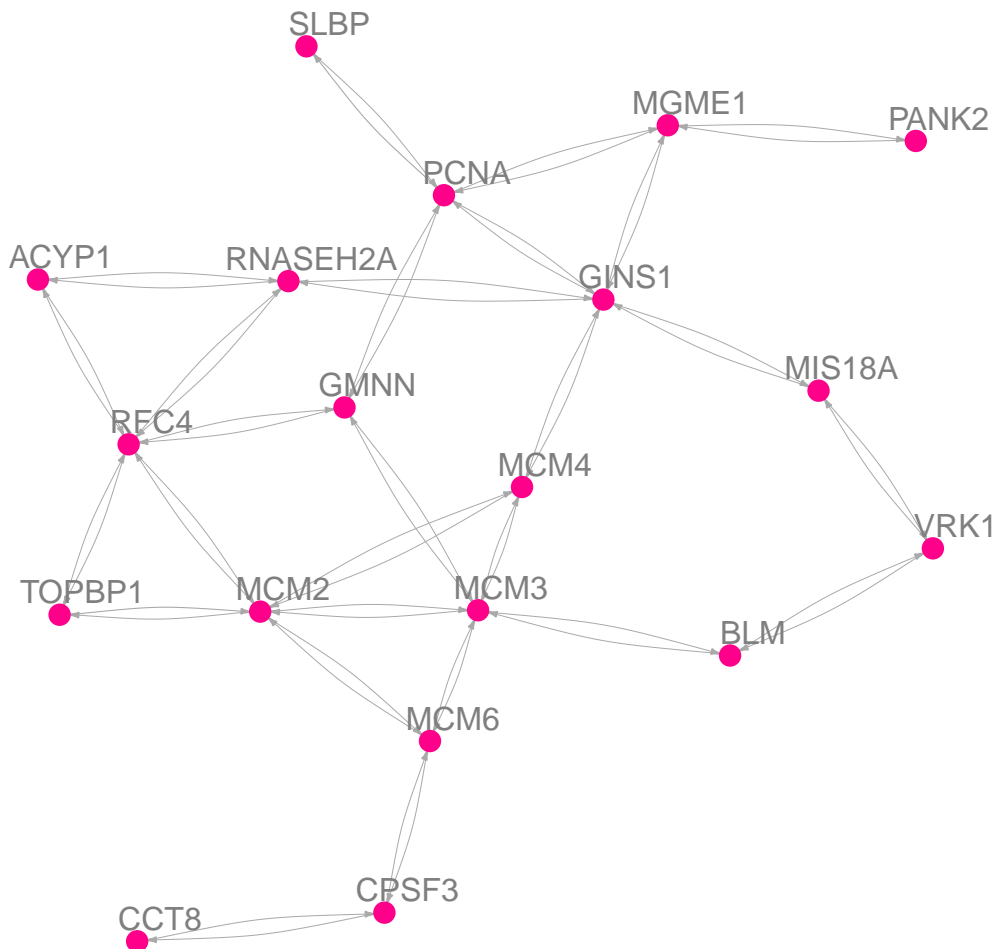 SLBP
MGME1
PANK2
PCNA
ACYP1
RNASEH2A
GINS1
MIS18A
GMNN
RFC4
MCM4
VRK1
TOPBP1
MCM2
MCM3
BLM
MCM6
CPSF3
CCT8